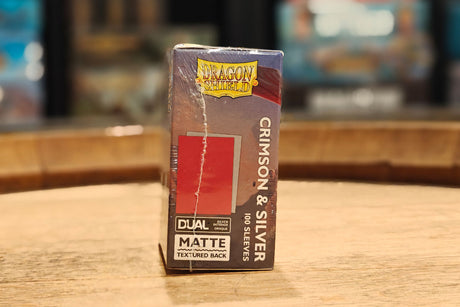 DRAGON
SHIELD
CRIMSON & SILVER
100 SLEEVES
DUAL
MATTE
TEXTURED BACK